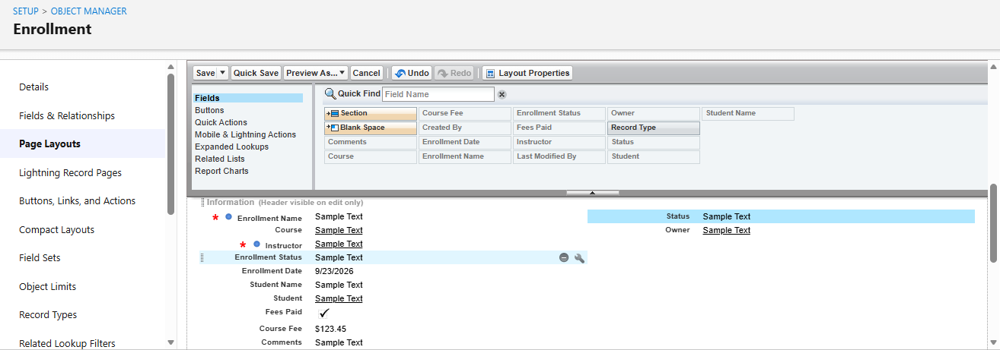 SETUP > OBJECT MANAGER
Enrollment
Details
Fields & Relationships
Page Layouts
Lightning Record Pages
Buttons, Links, and Actions
Compact Layouts
Field Sets
Object Limits
Record Types
Related Lookup Filters
Save Quick Save Preview As... Cancel Undo Redo Layout Properties
Fields
Buttons
Quick Actions
Mobile & Lightning Actions
Expanded Lookups
Related Lists
Report Charts
Quick Find Field Name
Section Course Fee Enrollment Status Owner Student Name
Blank Space Created By Fees Paid Record Type
Comments Enrollment Date Instructor Status
Course Enrollment Name Last Modified By Student
Information (Header visible on edit only)
* Enrollment Name Sample Text Status Sample Text
Course Sample Text Owner Sample Text
* Instructor Sample Text
Enrollment Status Sample Text
Enrollment Date 9/23/2026
Student Name Sample Text
Student Sample Text
Fees Paid
Course Fee $123.45
Comments Sample Text